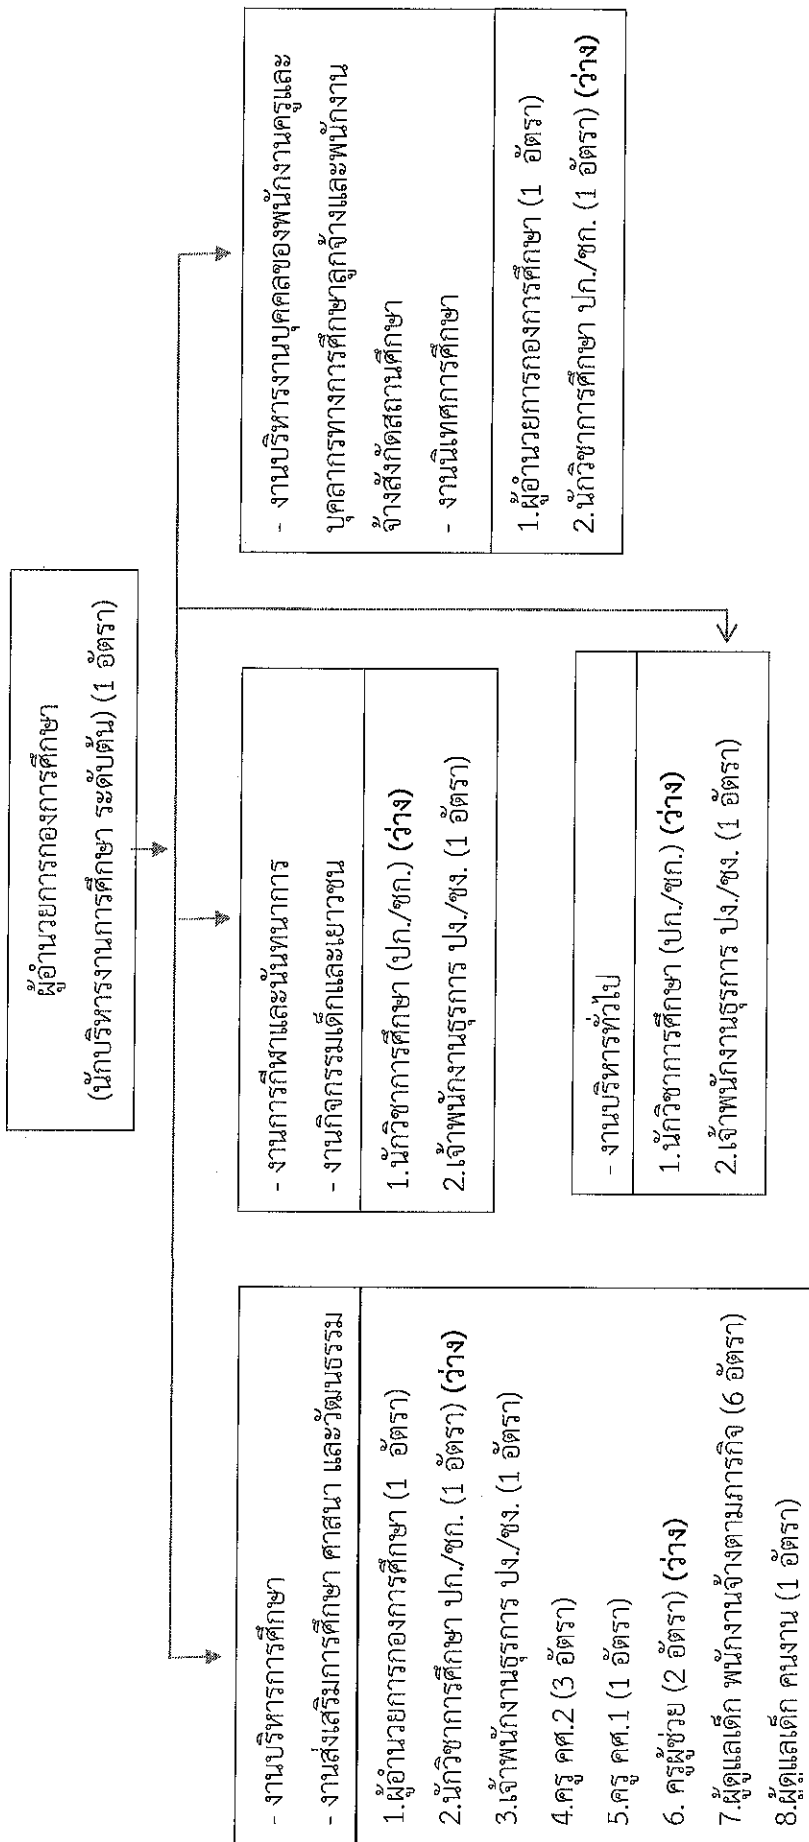 ผู้อำนวยการกองการศึกษา
(นักบริหารงานการศึกษา ระดับต้น) (1 อัตรา)
- งานบริหารการศึกษา
- งานส่งเสริมการศึกษา ศาสนา และวัฒนธรรม
1.ผู้อำนวยการกองการศึกษา (1 อัตรา)
2.นักวิชาการศึกษา ปก./ชก. (1 อัตรา) (ว่าง)
3.เจ้าพนักงานธุรการ ปง./ชง. (1 อัตรา)
4.ครู คศ.2 (3 อัตรา)
5.ครู คศ.1 (1 อัตรา)
6. ครูผู้ช่วย (2 อัตรา) (ว่าง)
7.ผู้ดูแลเด็ก พนักงานจ้างตามภารกิจ (6 อัตรา)
8.ผู้ดูแลเด็ก คนงาน (1 อัตรา)
- งานการกีฬาและนันทนาการ
- งานกิจกรรมเด็กและเยาวชน
1.นักวิชาการศึกษา (ปก./ชก.) (ว่าง)
2.เจ้าพนักงานธุรการ ปง./ชง. (1 อัตรา)
- งานบริหารทั่วไป
1.นักวิชาการศึกษา (ปก./ชก.) (ว่าง)
2.เจ้าพนักงานธุรการ ปง./ชง. (1 อัตรา)
- งานบริหารงานบุคคลของพนักงานครูและ
บุคลากรทางการศึกษาลูกจ้างและพนักงาน
จ้างสังกัดสถานศึกษา
- งานนิเทศการศึกษา
1.ผู้อำนวยการกองการศึกษา (1 อัตรา)
2.นักวิชาการศึกษา ปก./ชก. (1 อัตรา) (ว่าง)